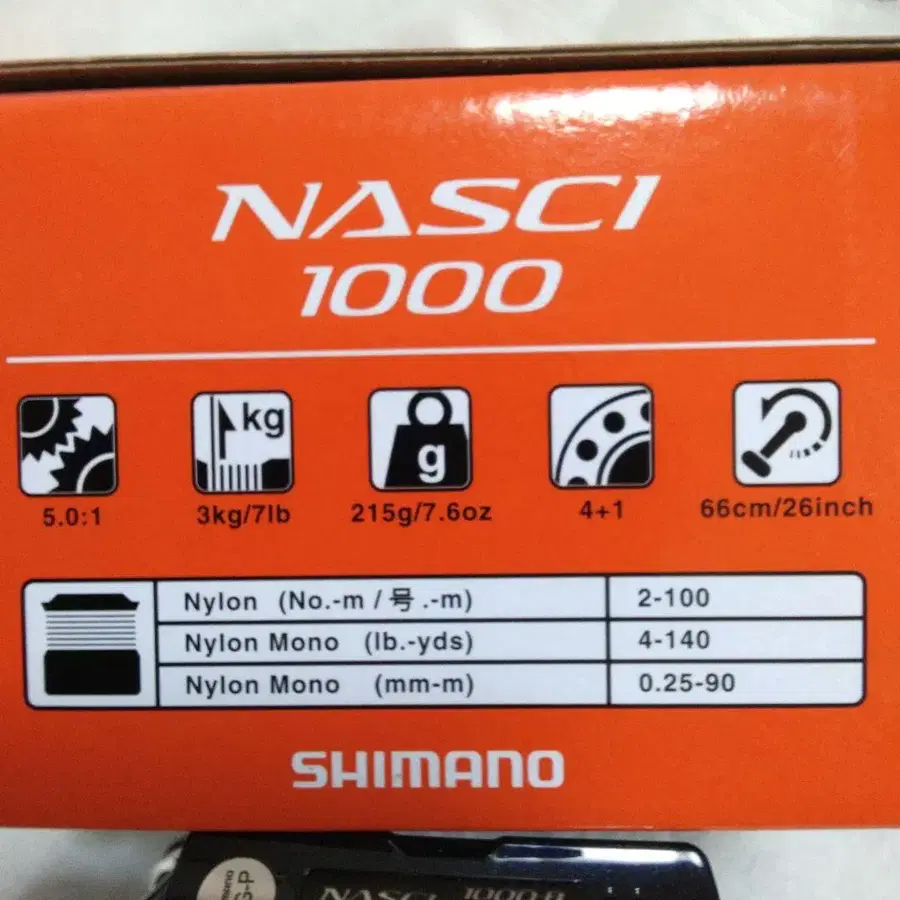 NASCI
1000
kg
g
5.0:1 3kg/7lb 215g/7.6oz 4+1 66cm/26inch
Nylon (No.-m / 号.-m) 2-100
Nylon Mono (lb.-yds) 4-140
Nylon Mono (mm-m) 0.25-90
SHIMANO
NASCI 1000